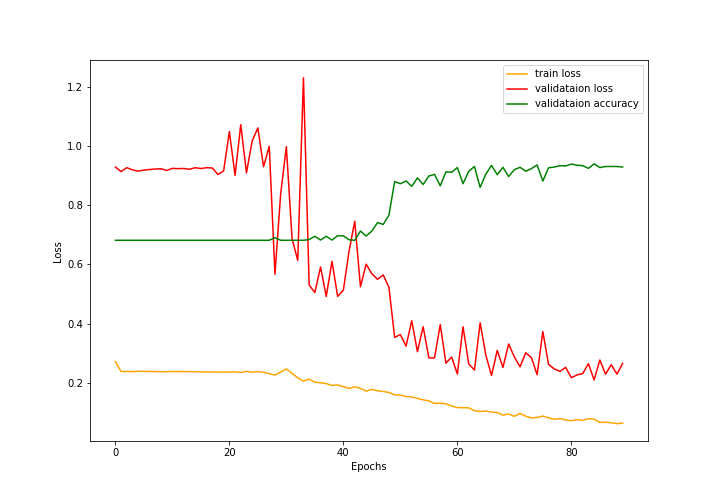 train loss
validataion loss
validataion accuracy
1.2
1.0
0.8
0.6
0.4
0.2
Loss
0 20 40 60 80
Epochs